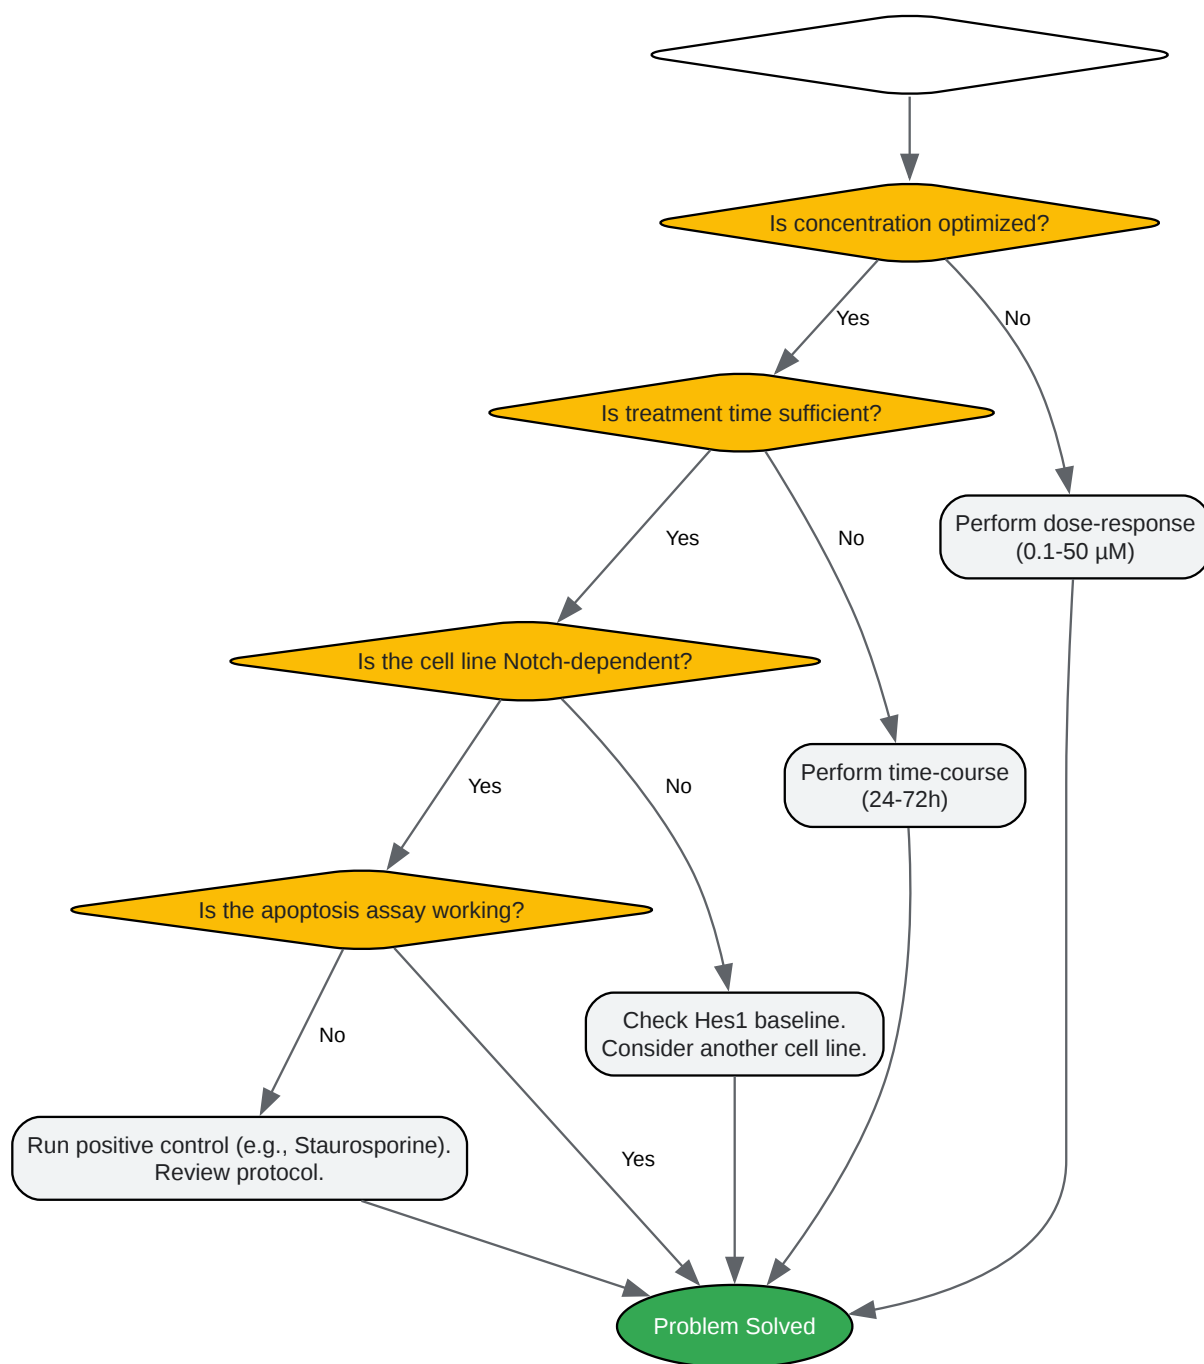 Is concentration optimized?
Yes
No
Is treatment time sufficient?
Perform dose-response
(0.1-50 µM)
Yes
No
Is the cell line Notch-dependent?
Perform time-course
(24-72h)
Yes
No
Is the apoptosis assay working?
Check Hes1 baseline.
Consider another cell line.
No
Run positive control (e.g., Staurosporine).
Review protocol.
Yes
Problem Solved